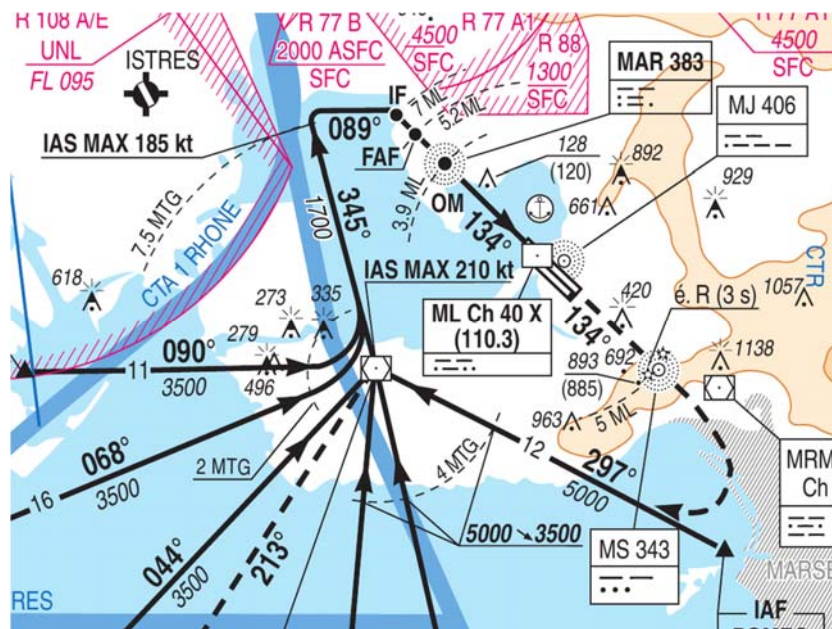 R 108 A/E
UNL
FL 095
R 77 B
2000 ASFC
SFC
4500
SFC
R 77 A1
R 88
1300
SFC
R 77 A1
4500
SFC
ISTRES
IAS MAX 185 kt
089°
IF
7 ML
5.2 ML
FAF
MAR 383
MJ 406
128
(120)
892
929
661
OM
3.9 ML
134°
345°
1700
7.5 MTG
CTA 1 RHONE
618
IAS MAX 210 kt
273
335
279
496
ML Ch 40 X
(110.3)
134°
420
é. R (3 s)
CTR
1057
692
893
(885)
1138
963
5 ML
090°
11
3500
068°
16
3500
2 MTG
4 MTG
12
297°
5000
044°
3500
213°
5000 ➘ 3500
MS 343
MRM
Ch
MARSE
IAF
RES